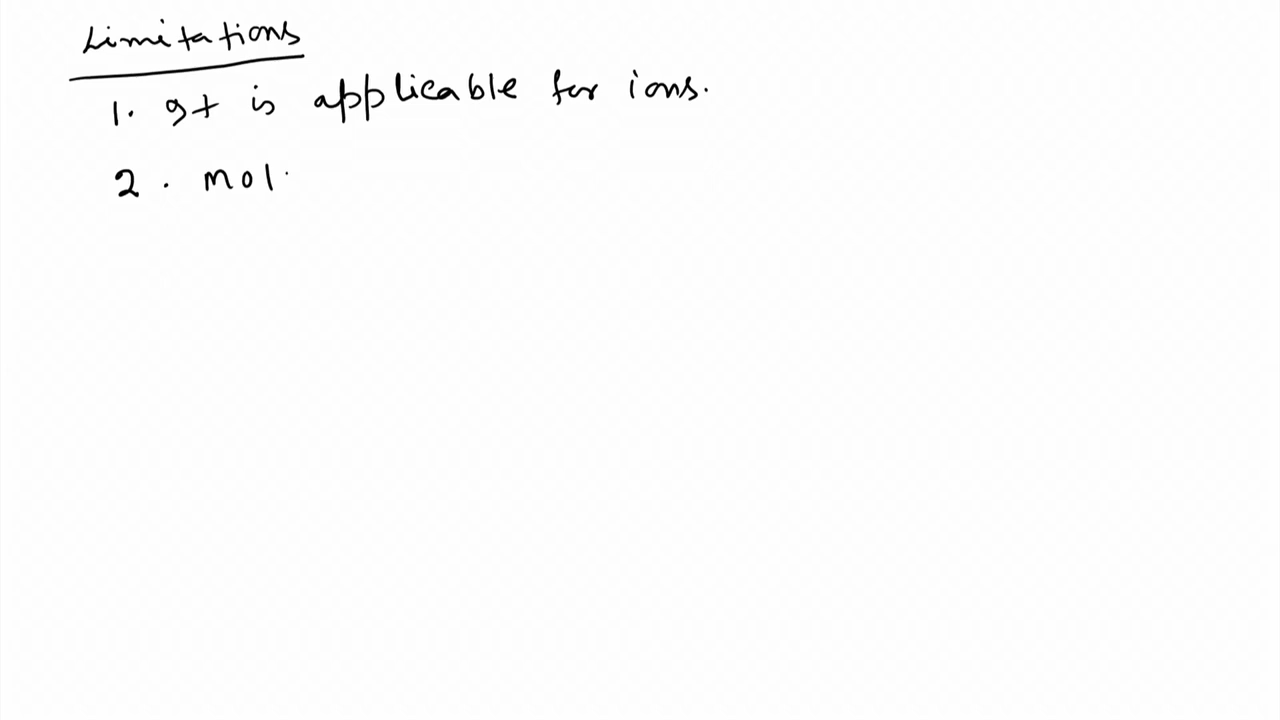 Limitations
1. It is applicable for ions.
2. mol.